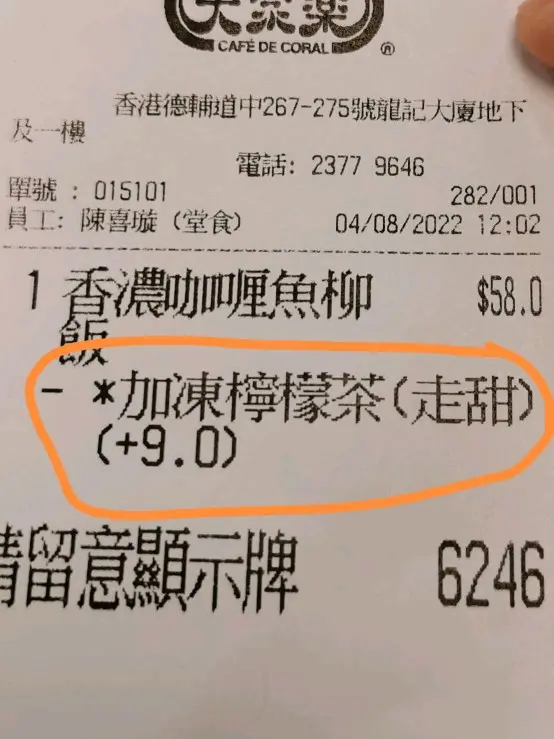 大家樂
CAFÉ DE CORAL
®
香港德輔道中267-275號龍記大廈地下
及一樓
電話: 2377 9646
單號 : 015101 282/001
員工: 陳喜璇 (堂食) 04/08/2022 12:02
1 香濃咖喱魚柳 $58.0
飯
- *加凍檸檬茶(走甜)
(+9.0)
請留意顯示牌 6246